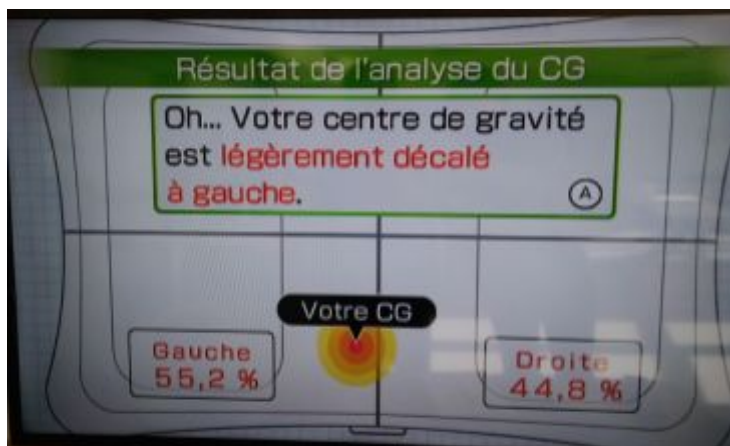 Résultat de l'analyse du CG
Oh... Votre centre de gravité
est légèrement décalé
à gauche.
A
Votre CG
Gauche
55,2 %
Droite
44,8 %